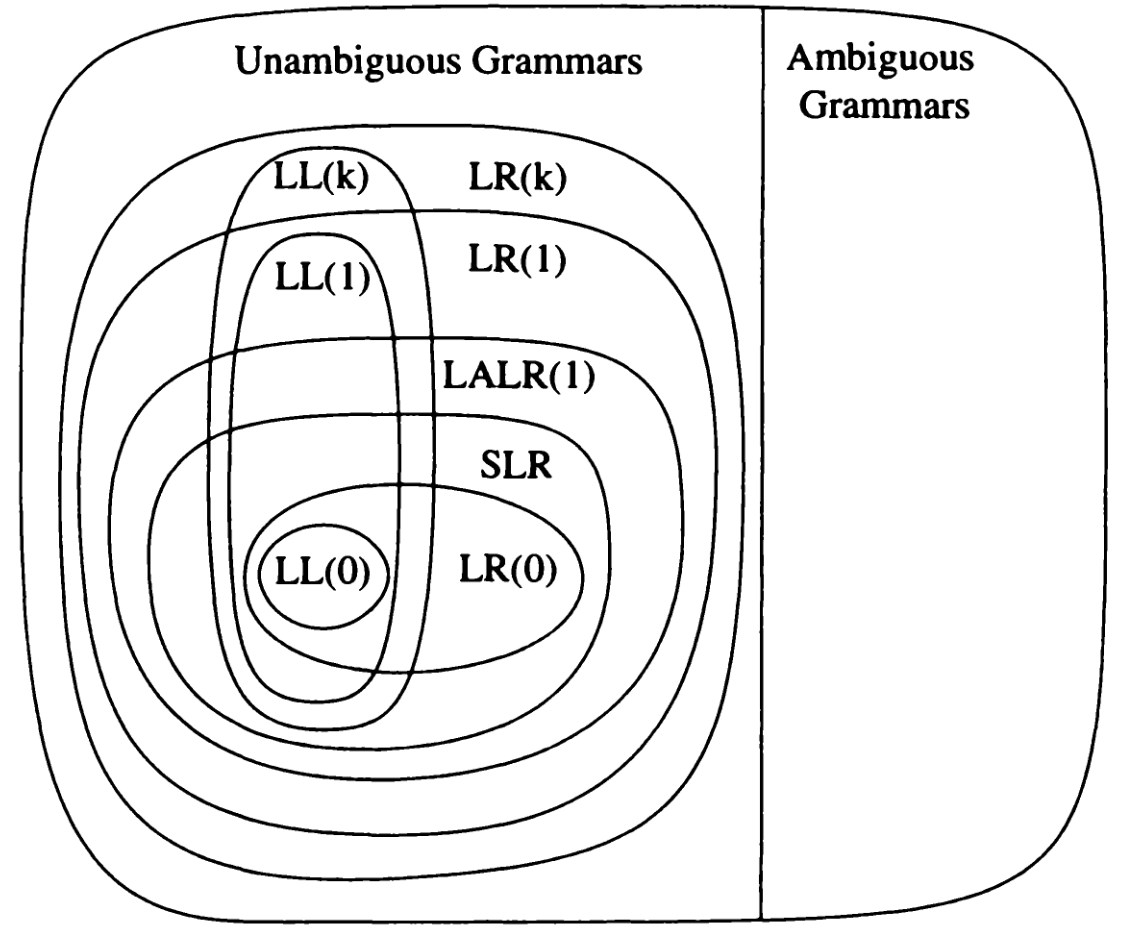 Unambiguous Grammars
Ambiguous
Grammars
LL(k)
LR(k)
LL(1)
LR(1)
LALR(1)
SLR
LL(0)
LR(0)